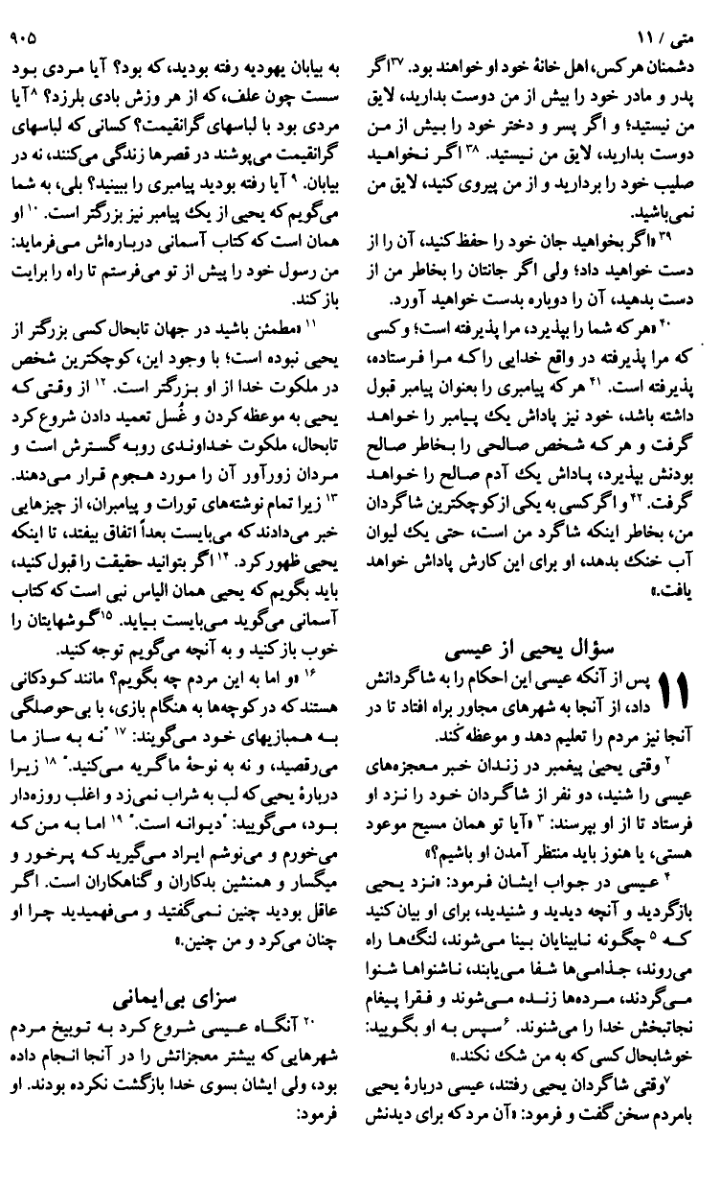 متی / ۱۱
۹۰۵
دشمنان هرکس، اهل خانهٔ خود او خواهند بود. ۳۷اگر
پدر و مادر خود را بیش از من دوست بدارید، لایق
من نیستید؛ و اگر پسر و دختر خود را بیش از من
دوست بدارید، لایق من نیستید. ۳۸ اگر نخواهید
صلیب خود را بردارید و از من پیروی کنید، لایق من
نمی‌باشید.
۳۹ «اگر بخواهید جان خود را حفظ کنید، آن را از
دست خواهید داد؛ ولی اگر جانتان را بخاطر من از
دست بدهید، آن را دوباره بدست خواهید آورد.
۴۰ «هر که شما را بپذیرد، مرا پذیرفته است؛ و کسی
که مرا پذیرفته در واقع خدایی را که مرا فرستاده،
پذیرفته است. ۴۱ هر که پیامبری را بعنوان پیامبر قبول
داشته باشد، خود نیز پاداش یک پیامبر را خواهد
گرفت و هر که شخص صالحی را بخاطر صالح
بودنش بپذیرد، پاداش یک آدم صالح را خواهد
گرفت. ۴۲ و اگر کسی به یکی از کوچکترین شاگردان
من، بخاطر اینکه شاگرد من است، حتی یک لیوان
آب خنک بدهد، او برای این کارش پاداش خواهد
یافت.»
سؤال یحیی از عیسی
۱۱ پس از آنکه عیسی این احکام را به شاگردانش
داد، از آنجا به شهرهای مجاور براه افتاد تا در
آنجا نیز مردم را تعلیم دهد و موعظه کُند.
۲ وقتی یحییٰ پیغمبر در زندان خبر معجزه‌های
عیسی را شنید، دو نفر از شاگردان خود را نزد او
فرستاد تا از او بپرسند: ۳ «آیا تو همان مسیح موعود
هستی، یا هنوز باید منتظر آمدن او باشیم؟»
۴ عیسی در جواب ایشان فرمود: «نزد یحیی
بازگردید و آنچه دیدید و شنیدید، برای او بیان کنید
که ۵ چگونه نابینایان بینا می‌شوند، لنگ‌ها راه
می‌روند، جذامی‌ها شفا می‌یابند، ناشنواها شنوا
می‌گردند، مرده‌ها زنده می‌شوند و فقرا پیغام
نجاتبخش خدا را می‌شنوند. ۶ سپس به او بگویید:
خوشابحال کسی که به من شک نکند.»
۷وقتی شاگردان یحیی رفتند، عیسی دربارهٔ یحیی
بامردم سخن گفت و فرمود: «آن مرد که برای دیدنش
به بیابان یهودیه رفته بودید، که بود؟ آیا مردی بود
سست چون علف، که از هر وزش بادی بلرزد؟ ۸آیا
مردی بود با لباسهای گرانقیمت؟ کسانی که لباسهای
گرانقیمت می‌پوشند در قصرها زندگی می‌کنند، نه در
بیابان. ۹ آیا رفته بودید پیامبری را ببینید؟ بلی، به شما
می‌گویم که یحیی از یک پیامبر نیز بزرگتر است. ۱۰ او
همان است که کتاب آسمانی درباره‌اش می‌فرماید:
من رسول خود را پیش از تو می‌فرستم تا راه را برایت
باز کند.
۱۱ «مطمئن باشید در جهان تابحال کسی بزرگتر از
یحیی نبوده است؛ با وجود این، کوچکترین شخص
در ملکوت خدا از او بزرگتر است. ۱۲ از وقتی که
یحیی به موعظه کردن و غُسل تعمید دادن شروع کرد
تابحال، ملکوت خداوندی رو به گسترش است و
مردان زورآور آن را مورد هجوم قرار می‌دهند.
۱۳ زیرا تمام نوشته‌های تورات و پیامبران، از چیزهایی
خبر می‌دادند که می‌بایست بعداً اتفاق بیفتد، تا اینکه
یحیی ظهور کرد. ۱۴ اگر بتوانید حقیقت را قبول کنید،
باید بگویم که یحیی همان الیاس نبی است که کتاب
آسمانی می‌گوید می‌بایست بیاید. ۱۵گوشهایتان را
خوب باز کنید و به آنچه می‌گویم توجه کنید.
۱۶ «و اما به این مردم چه بگویم؟ مانند کودکانی
هستند که در کوچه‌ها به هنگام بازی، با بی‌حوصلگی
به همبازیهای خود می‌گویند: ۱۷ "نه به ساز ما
می‌رقصید، و نه به نوحهٔ ما گریه می‌کنید." ۱۸ زیرا
دربارهٔ یحیی که لب به شراب نمی‌زد و اغلب روزه‌دار
بود، می‌گویید: "دیوانه است." ۱۹ اما به من که
می‌خورم و می‌نوشم ایراد می‌گیرید که پرخور و
میگسار و همنشین بدکاران و گناهکاران است. اگر
عاقل بودید چنین نمی‌گفتید و می‌فهمیدید چرا او
چنان می‌کرد و من چنین.»
سزای بی‌ایمانی
۲۰ آنگاه عیسی شروع کرد به توبیخ مردم
شهرهایی که بیشتر معجزاتش را در آنجا انجام داده
بود، ولی ایشان بسوی خدا بازگشت نکرده بودند. او
فرمود: